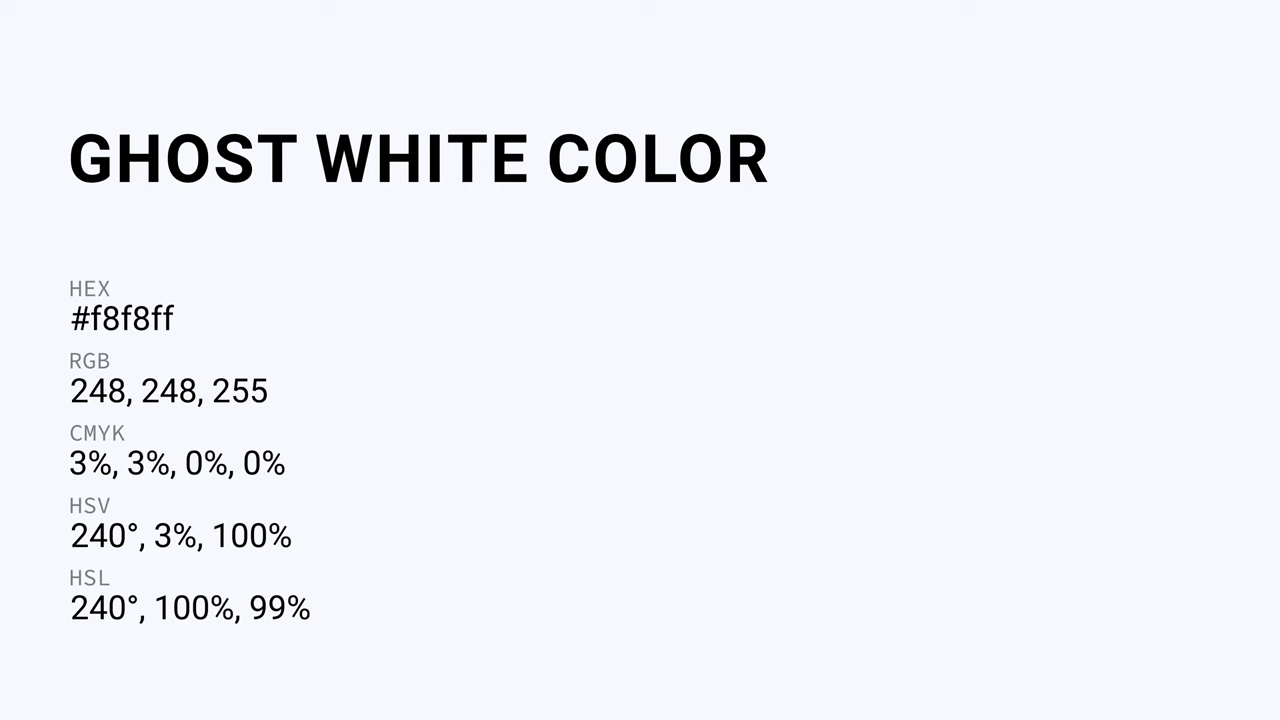 GHOST WHITE COLOR
HEX
#f8f8ff
RGB
248, 248, 255
CMYK
3%, 3%, 0%, 0%
HSV
240°, 3%, 100%
HSL
240°, 100%, 99%